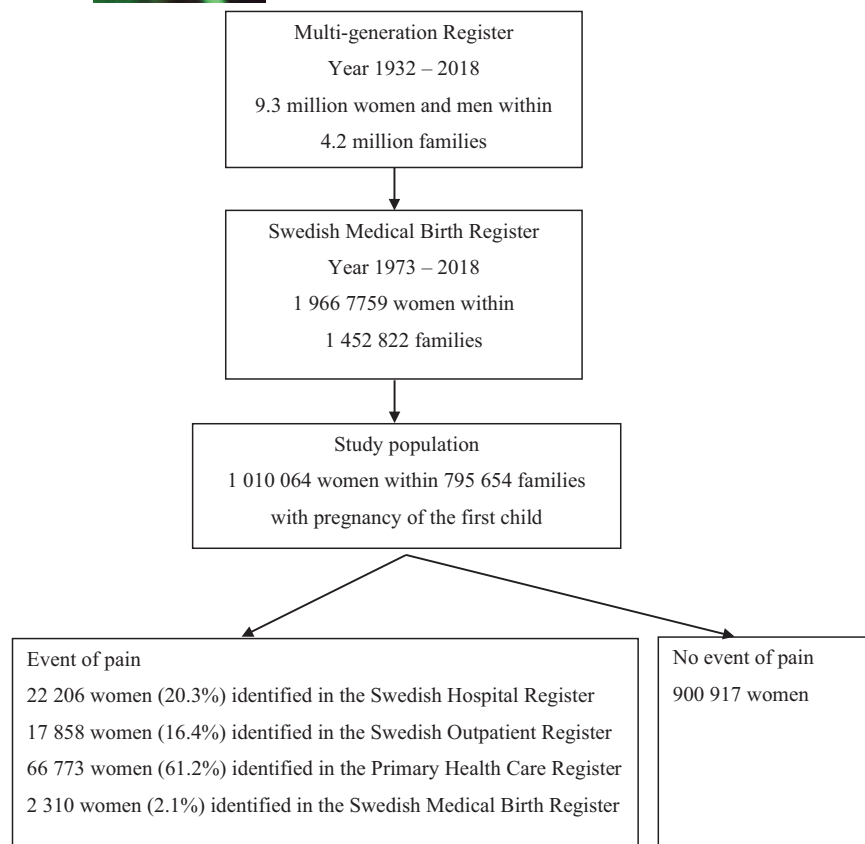 Multi-generation Register
Year 1932 – 2018
9.3 million women and men within
4.2 million families
Swedish Medical Birth Register
Year 1973 – 2018
1 966 7759 women within
1 452 822 families
Study population
1 010 064 women within 795 654 families
with pregnancy of the first child
Event of pain
22 206 women (20.3%) identified in the Swedish Hospital Register
17 858 women (16.4%) identified in the Swedish Outpatient Register
66 773 women (61.2%) identified in the Primary Health Care Register
2 310 women (2.1%) identified in the Swedish Medical Birth Register
No event of pain
900 917 women